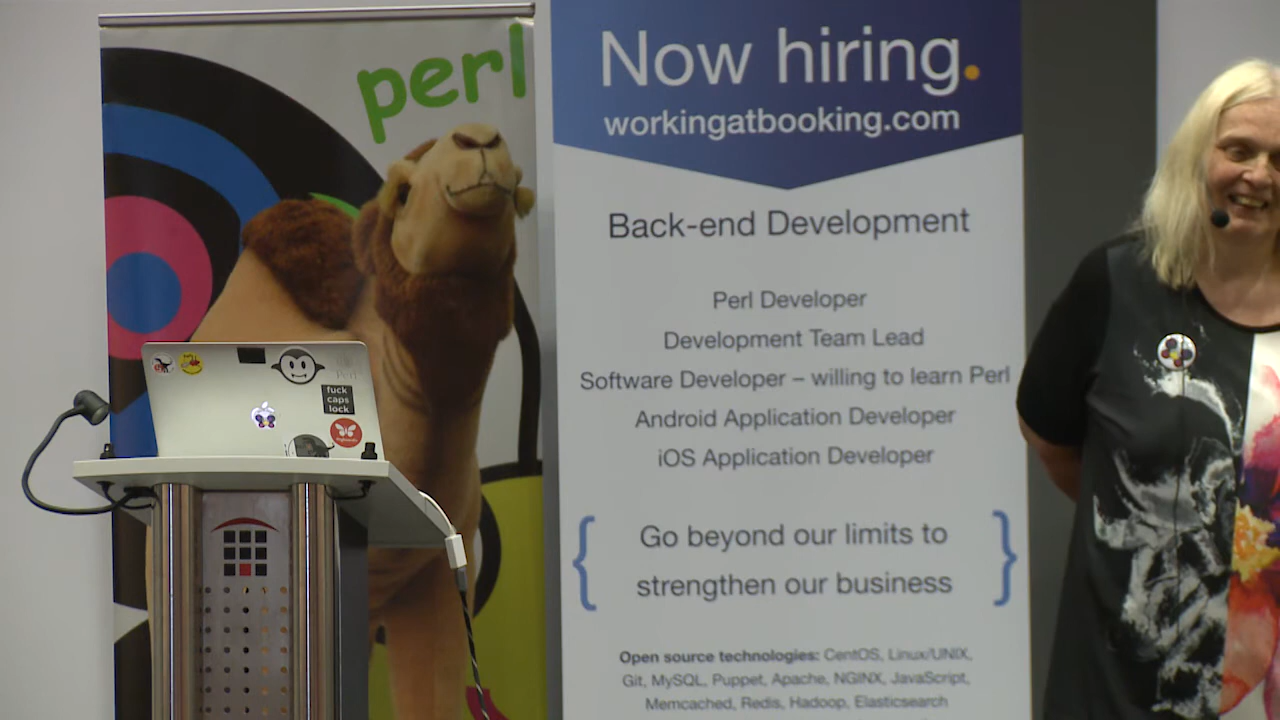 perl
Now hiring.
workingatbooking.com
Back-end Development
Perl Developer
Development Team Lead
Software Developer – willing to learn Perl
Android Application Developer
iOS Application Developer
{ Go beyond our limits to }
strengthen our business
Open source technologies: CentOS, Linux/UNIX,
Git, MySQL, Puppet, Apache, NGINX, JavaScript,
Memcached, Redis, Hadoop, Elasticsearch
Perl
fuck
caps
lock